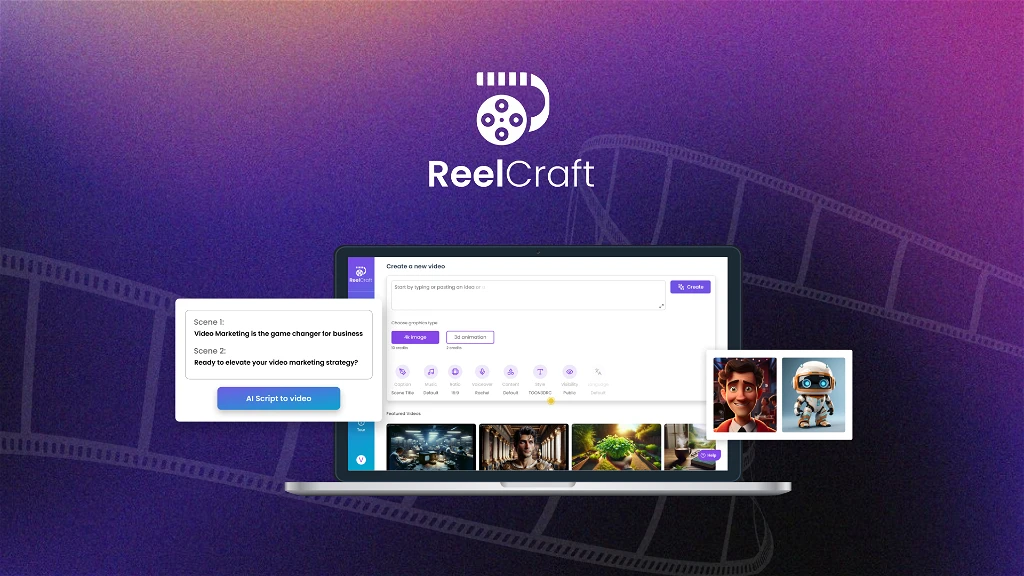 ReelCraft
Create a new video
ReelCraft
Start by typing or pasting an idea or a
Create
Choose graphics type
4k image
3d animation
10 credits
2 credits
Caption Music Ratio Voiceover Content Style Visibility Language
Scene Title Default 16:9 Rachel Default TOON3DRC Public Default
Featured Videos
Tour
V
Help
Scene 1:
Video Marketing is the game changer for business
Scene 2:
Ready to elevate your video marketing strategy?
AI Script to video